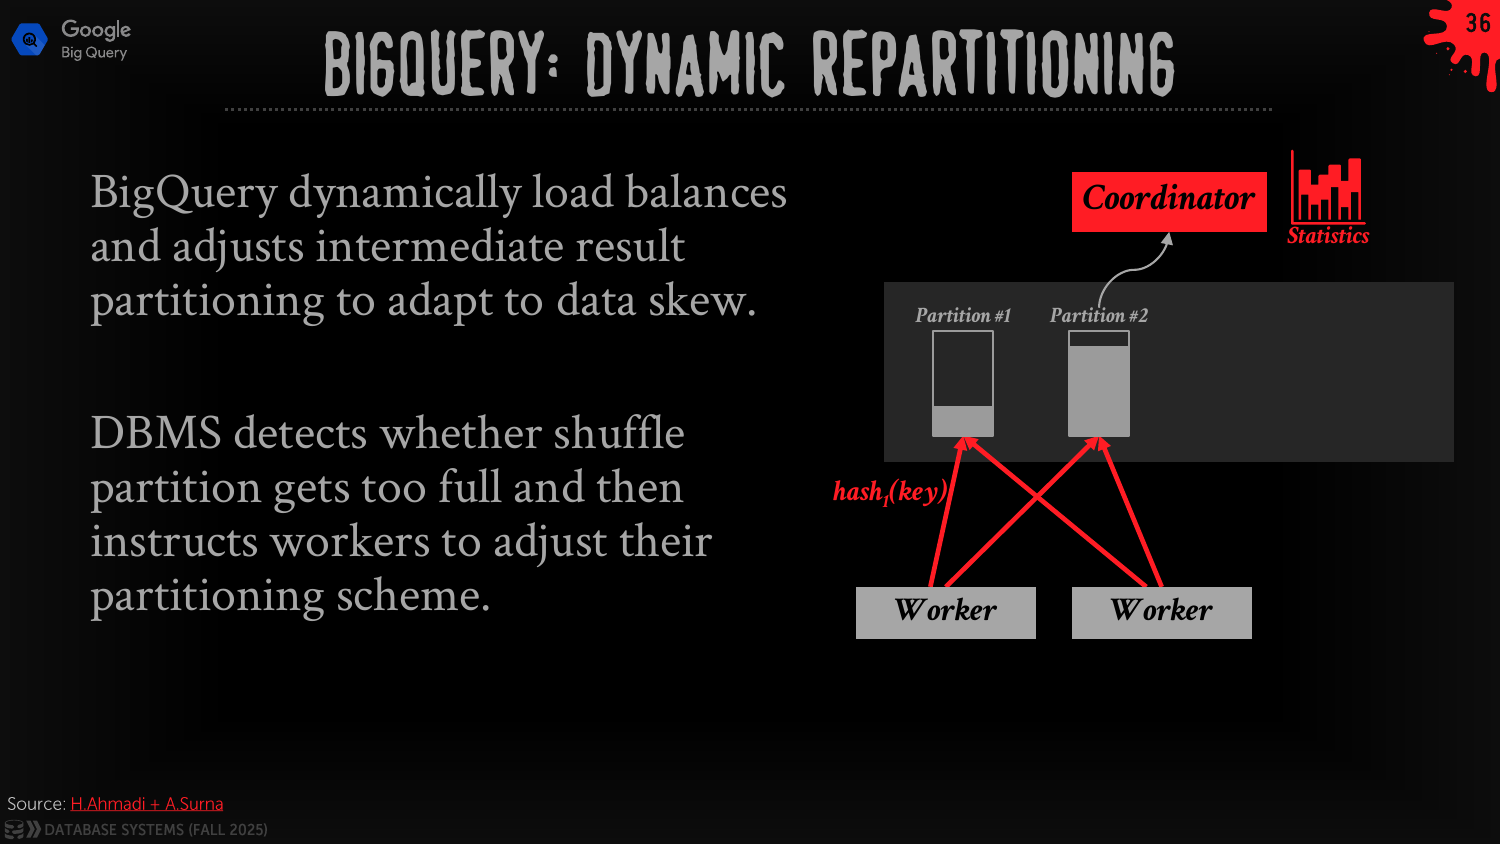 Google
Big Query
BIGQUERY: DYNAMIC REPARTITIONING
36
BigQuery dynamically load balances
and adjusts intermediate result
partitioning to adapt to data skew.
DBMS detects whether shuffle
partition gets too full and then
instructs workers to adjust their
partitioning scheme.
Coordinator
Statistics
Partition #1
Partition #2
hash₁(key)
Worker
Worker
Source: H.Ahmadi + A.Surna
DATABASE SYSTEMS (FALL 2025)